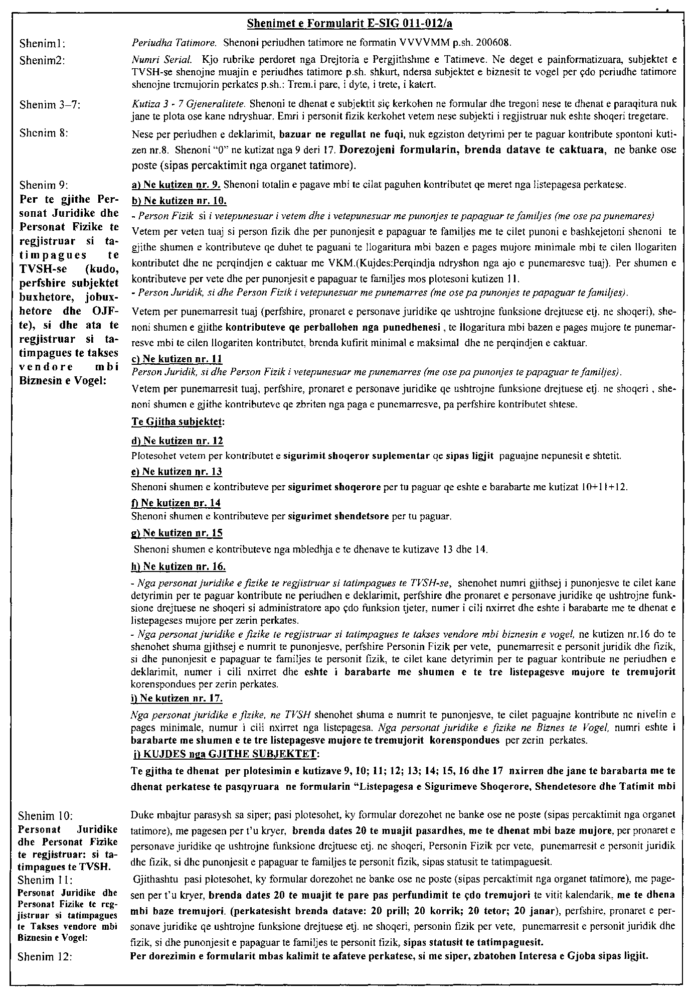 Shenimet e Formularit E-SIG 011-012/a
Shenim1:
Periudha Tatimore. Shenoni periudhen tatimore ne formatin VVVVMM p.sh. 200608.
Shenim2:
Numri Serial. Kjo rubrike perdoret nga Drejtoria e Pergjithshme e Tatimeve. Ne deget e painformatizuara, subjektet e
TVSH-se shenojne muajin e periudhes tatimore p.sh. shkurt, ndersa subjektet e biznesit te vogel per çdo periudhe tatimore
shenojne tremujorin perkates p.sh.: Trem.i pare, i dyte, i trete, i katert.
Shenim 3–7:
Kutiza 3 - 7 Gjeneralitete. Shenoni te dhenat e subjektit siç kerkohen ne formular dhe tregoni nese te dhenat e paraqitura nuk
jane te plota ose kane ndryshuar. Emri i personit fizik kerkohet vetem nese subjekti i regjistruar nuk eshte shoqeri tregetare.
Shenim 8:
Nese per periudhen e deklarimit, bazuar ne regullat ne fuqi, nuk egziston detyrimi per te paguar kontribute spontoni kuti-
zen nr.8. Shenoni “0” ne kutizat nga 9 deri 17. Dorezojeni formularin, brenda datave te caktuara, ne banke ose
poste (sipas percaktimit nga organet tatimore).
Shenim 9:
Per te gjithe Per-
sonat Juridike dhe
Personat Fizike te
regjistruar si ta-
timpagues te
TVSH-se (kudo,
perfshire subjektet
buxhetore, jobux-
hetore dhe OJF-
te), si dhe ata te
regjistruar si ta-
timpagues te takses
vendore mbi
Biznesin e Vogel:
a) Ne kutizen nr. 9. Shenoni totalin e pagave mbi te cilat paguhen kontributet qe meret nga listepagesa perkatese.
b) Ne kutizen nr. 10.
- Person Fizik si i vetepunesuar i vetem dhe i vetepunesuar me punonjes te papaguar te familjes (me ose pa punemares)
Vetem per veten tuaj si person fizik dhe per punonjesit e papaguar te familjes me te cilet punoni e bashkejetoni shenoni te
gjithe shumen e kontributeve qe duhet te paguani te llogaritura mbi bazen e pages mujore minimale mbi te cilen llogariten
kontributet dhe ne perqindjen e caktuar me VKM.(Kujdes:Perqindja ndryshon nga ajo e punemaresve tuaj). Per shumen e
kontributeve per vete dhe per punonjesit e papaguar te familjes mos plotesoni kutizen 11.
- Person Juridik, si dhe Person Fizik i vetepunesuar me punemarres (me ose pa punonjes te papaguar te familjes).
Vetem per punemarresit tuaj (perfshire, pronaret e personave juridike qe ushtrojne funksione drejtuese etj. ne shoqeri), she-
noni shumen e gjithe kontributeve qe perballohen nga punedhenesi , te llogaritura mbi bazen e pages mujore te punemar-
resve mbi te cilen llogariten kontributet, brenda kufirit minimal e maksimal dhe ne perqindjen e caktuar.
c) Ne kutizen nr. 11
Person Juridik, si dhe Person Fizik i vetepunesuar me punemarres (me ose pa punonjes te papaguar te familjes).
Vetem per punemarresit tuaj, perfshire, pronaret e personave juridike qe ushtrojne funksione drejtuese etj. ne shoqeri , she-
noni shumen e gjithe kontributeve qe zbriten nga paga e punemarresve, pa perfshire kontributet shtese.
Te Gjitha subjektet:
d) Ne kutizen nr. 12
Plotesohet vetem per kontributet e sigurimit shoqeror suplementar qe sipas ligjit paguajne nepunesit e shtetit.
e) Ne kutizen nr. 13
Shenoni shumen e kontributeve per sigurimet shoqerore per tu paguar qe eshte e barabarte me kutizat 10+11+12.
f) Ne kutizen nr. 14
Shenoni shumen e kontributeve per sigurimet shendetsore per tu paguar.
g) Ne kutizen nr. 15
Shenoni shumen e kontributeve nga mbledhja e te dhenave te kutizave 13 dhe 14.
h) Ne kutizen nr. 16.
- Nga personat juridike e fizike te regjistruar si tatimpagues te TVSH-se, shenohet numri gjithsej i punonjesve te cilet kane
detyrimin per te paguar kontribute ne periudhen e deklarimit, perfshire dhe pronaret e personave juridike qe ushtrojne funk-
sione drejtuese ne shoqeri si administratore apo çdo funksion tjeter, numer i cili nxirret dhe eshte i barabarte me te dhenat e
listepageses mujore per zerin perkates.
- Nga personat juridike e fizike te regjistruar si tatimpagues te takses vendore mbi biznesin e vogel, ne kutizen nr.16 do te
shenohet shuma gjithsej e numrit te punonjesve, perfshire Personin Fizik per vete, punemarresit e personit juridik dhe fizik,
si dhe punonjesit e papaguar te familjes te personit fizik, te cilet kane detyrimin per te paguar kontribute ne periudhen e
deklarimit, numer i cili nxirret dhe eshte i barabarte me shumen e te tre listepagesve mujore te tremujorit
korenspondues per zerin perkates.
i) Ne kutizen nr. 17.
Nga personat juridike e fizike, ne TVSH shenohet shuma e numrit te punonjesve, te cilet paguajne kontribute ne nivelin e
pages minimale, numur i cili nxirret nga listepagesa. Nga personat juridike e fizike ne Biznes te Vogel, numri eshte i
barabarte me shumen e te tre listepagesve mujore te tremujorit korenspondues per zerin perkates.
j) KUJDES nga GJITHE SUBJEKTET:
Te gjitha te dhenat per plotesimin e kutizave 9, 10; 11; 12; 13; 14; 15, 16 dhe 17 nxirren dhe jane te barabarta me te
dhenat perkatese te pasqyruara ne formularin “Listepagesa e Sigurimeve Shoqerore, Shendetesore dhe Tatimit mbi
Shenim 10:
Personat Juridike
dhe Personat Fizike
te regjistruar: si ta-
timpagues te TVSH.
Duke mbajtur parasysh sa siper; pasi plotesohet, ky formular dorezohet ne banke ose ne poste (sipas percaktimit nga organet
tatimore), me pagesen per t’u kryer, brenda dates 20 te muajit pasardhes, me te dhenat mbi baze mujore, per pronaret e
personave juridike qe ushtrojne funksione drejtuese etj. ne shoqeri, Personin Fizik per vete, punemarresit e personit juridik
dhe fizik, si dhe punonjesit e papaguar te familjes te personit fizik, sipas statusit te tatimpaguesit.
Shenim 11:
Personat Juridike dhe
Personat Fizike te reg-
jistruar si tatimpagues
te Takses vendore mbi
Biznesin e Vogel:
Gjithashtu pasi plotesohet, ky formular dorezohet ne banke ose ne poste (sipas percaktimit nga organet tatimore), me page-
sen per t’u kryer, brenda dates 20 te muajit te pare pas perfundimit te çdo tremujori te vitit kalendarik, me te dhena
mbi baze tremujori. (perkatesisht brenda datave: 20 prill; 20 korrik; 20 tetor; 20 janar), perfshire, pronaret e per-
sonave juridike qe ushtrojne funksione drejtuese etj. ne shoqeri, personin fizik per vete, punemarresit e personit juridik dhe
fizik, si dhe punonjesit e papaguar te familjes te personit fizik, sipas statusit te tatimpaguesit.
Shenim 12:
Per dorezimin e formularit mbas kalimit te afateve perkatese, si me siper, zbatohen Interesa e Gjoba sipas ligjit.